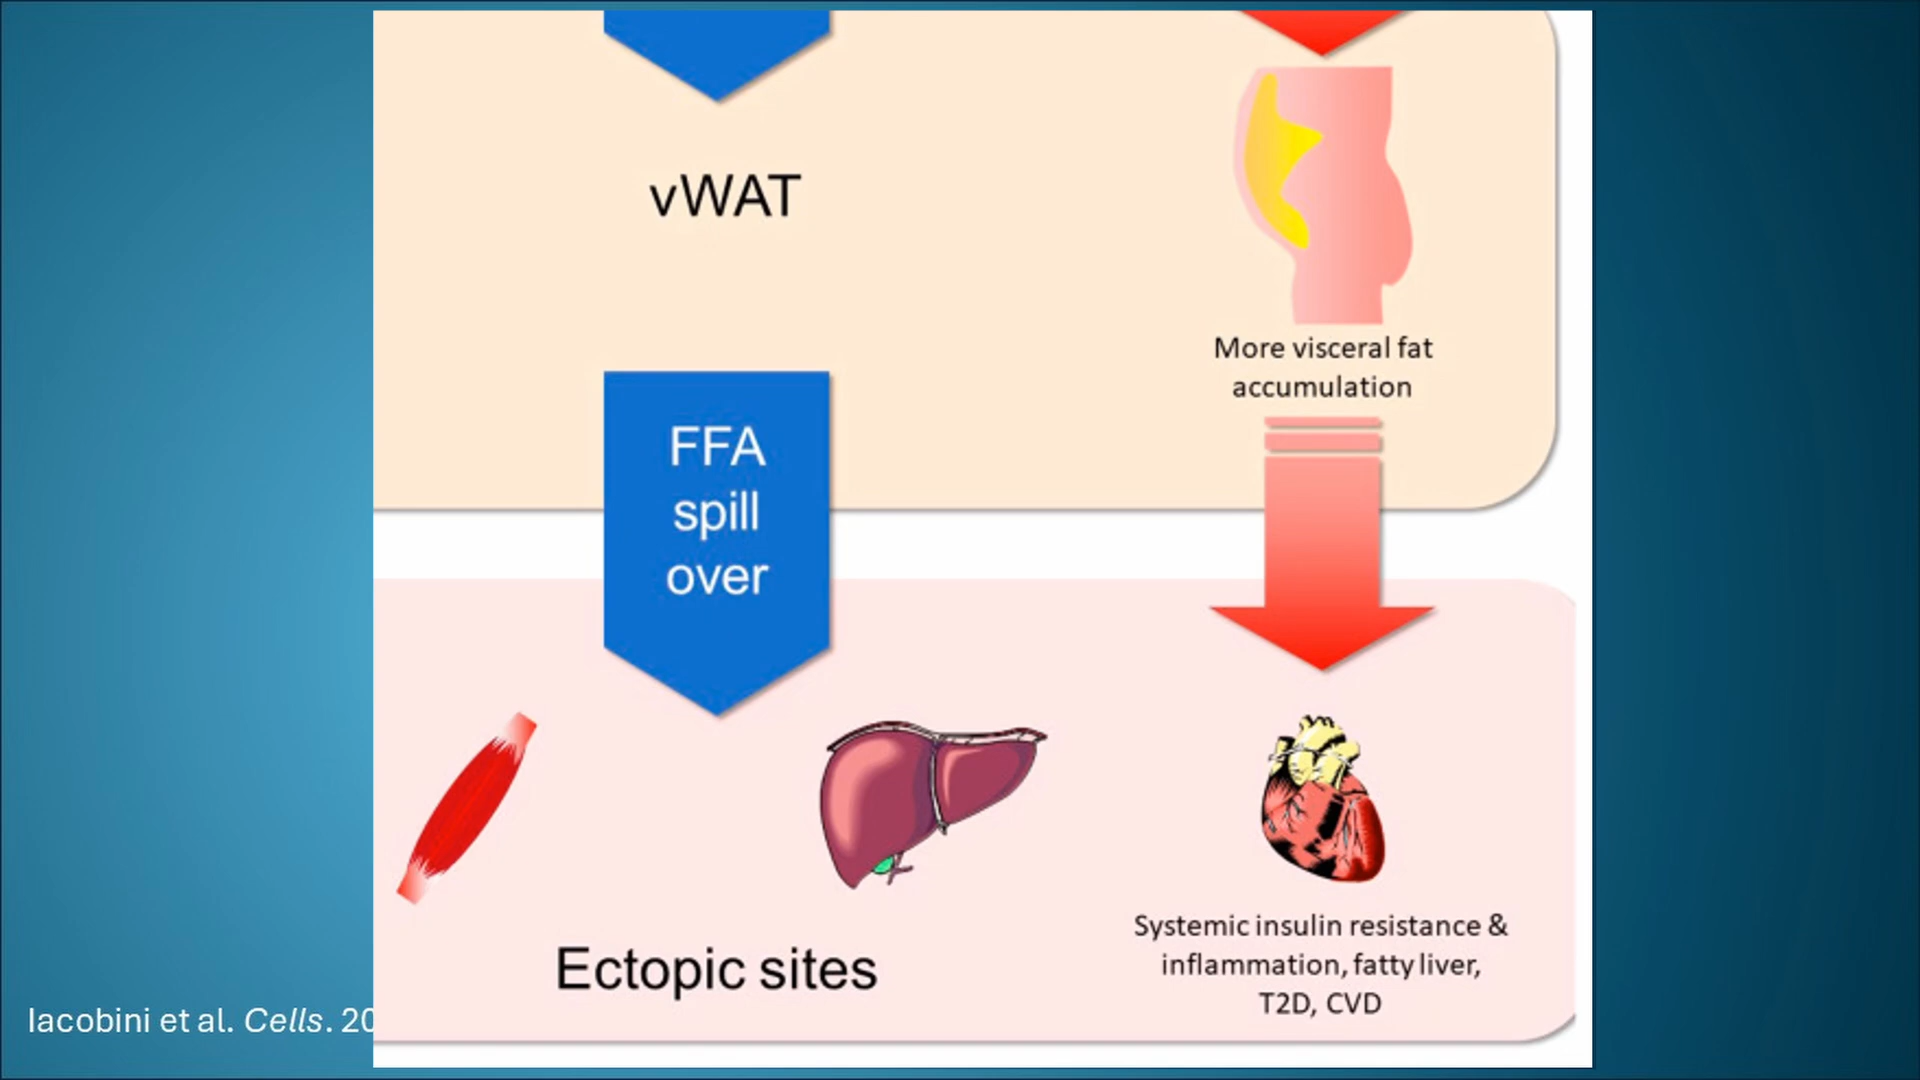 vWAT
More visceral fat
accumulation
FFA
spill
over
Ectopic sites
Systemic insulin resistance &
inflammation, fatty liver,
T2D, CVD
Iacobini et al. Cells. 20